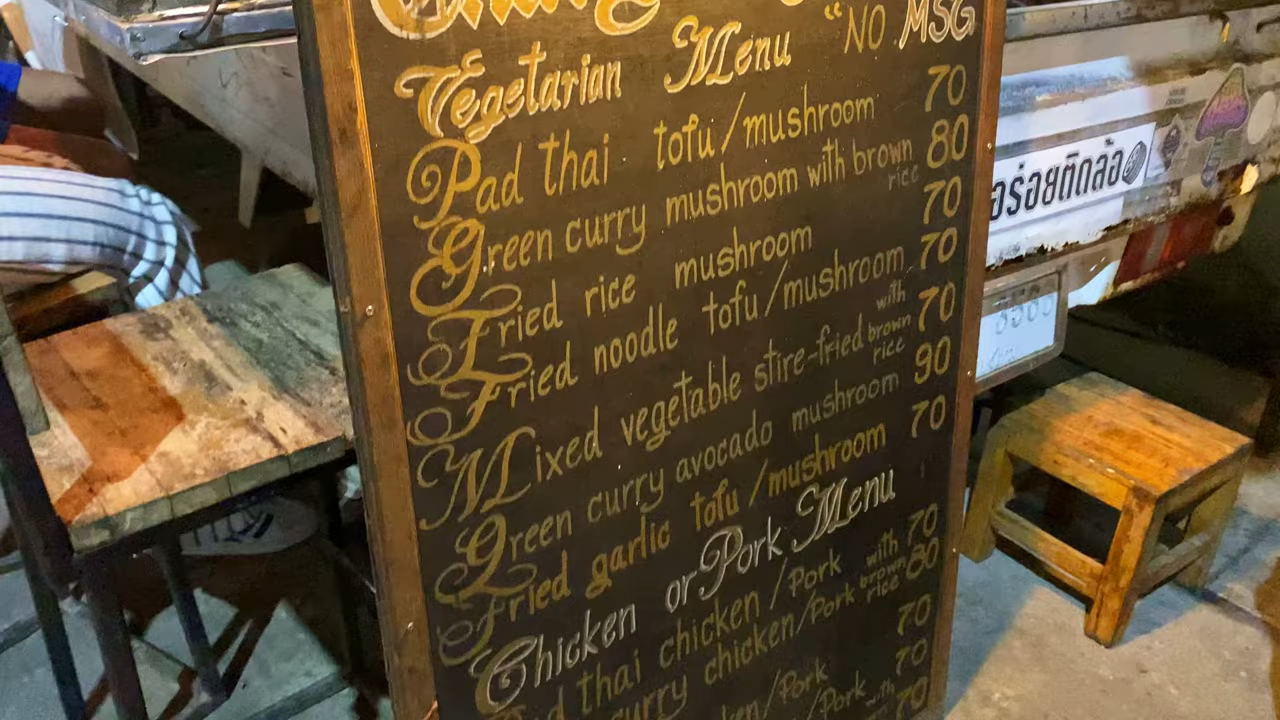 Vegetarian Menu "NO MSG
Pad thai tofu/mushroom 70
Green curry mushroom with brown rice 80
Fried rice mushroom 70
Fried noodle tofu/mushroom 70
Mixed vegetable stire-fried with brown rice 70
Green curry avocado mushroom 90
Fried garlic tofu/mushroom 70
Chicken or Pork Menu
thai chicken/Pork 70
curry chicken/Pork with brown rice 80
/Pork 70
/Pork 70
with 70
อร่อยติดล้อ